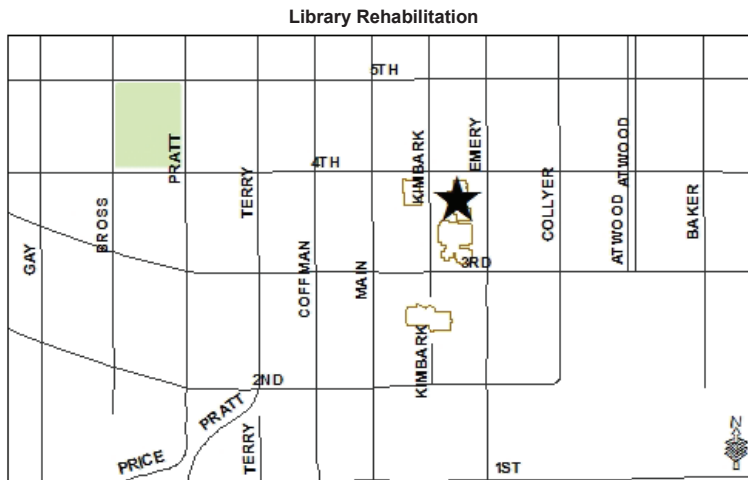 Library Rehabilitation
5TH
PRATT
KIMBARK
EMERY
ATWOOD
4TH
TERRY
BROSS
COLLYER
ATWOOD
BAKER
GAY
COFFMAN
MAIN
3RD
KIMBARK
2ND
PRATT
TERRY
PRICE
1ST
N